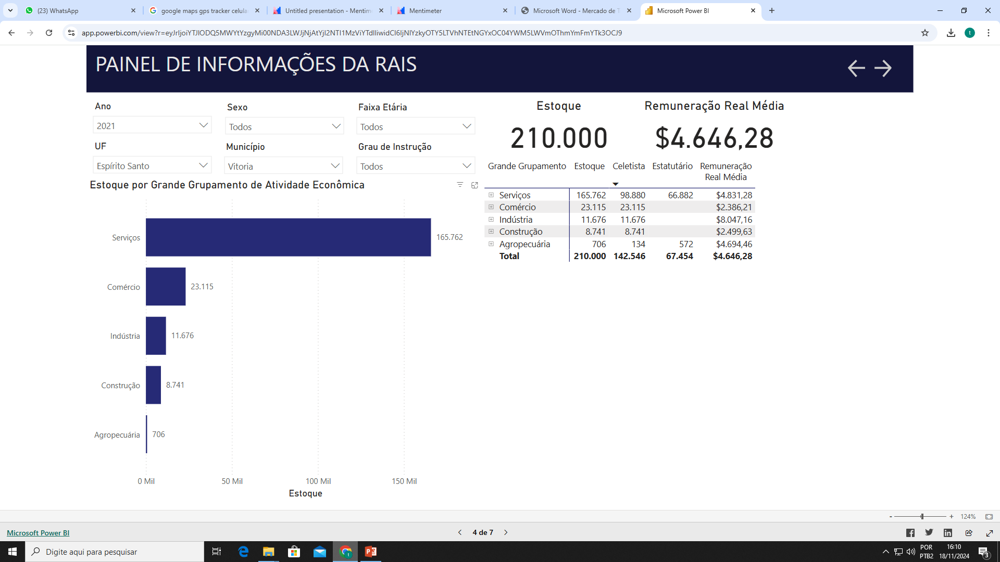 (23) WhatsApp
google maps gps tracker celula
Untitled presentation - Mentim
Mentimeter
Microsoft Word - Mercado de T
Microsoft Power BI
PAINEL DE INFORMAÇÕES DA RAIS
Ano
2021
Sexo
Todos
Faixa Etária
Todos
UF
Espírito Santo
Município
Vitoria
Grau de Instrução
Todos
Estoque
210.000
Remuneração Real Média
$4.646,28
Estoque por Grande Grupamento de Atividade Econômica
Serviços 165.762
Comércio 23.115
Indústria 11.676
Construção 8.741
Agropecuária 706
0 Mil 50 Mil 100 Mil 150 Mil
Estoque
Grande Grupamento Estoque Celetista Estatutário Remuneração
Real Média
Serviços 165.762 98.880 66.882 $4.831,28
Comércio 23.115 23.115 $2.386,21
Indústria 11.676 11.676 $8.047,16
Construção 8.741 8.741 $2.499,63
Agropecuária 706 134 572 $4.694,46
Total 210.000 142.546 67.454 $4.646,28
- + 124%
Microsoft Power BI
4 de 7
Digite aqui para pesquisar
POR
PTB2
16:10
18/11/2024
3